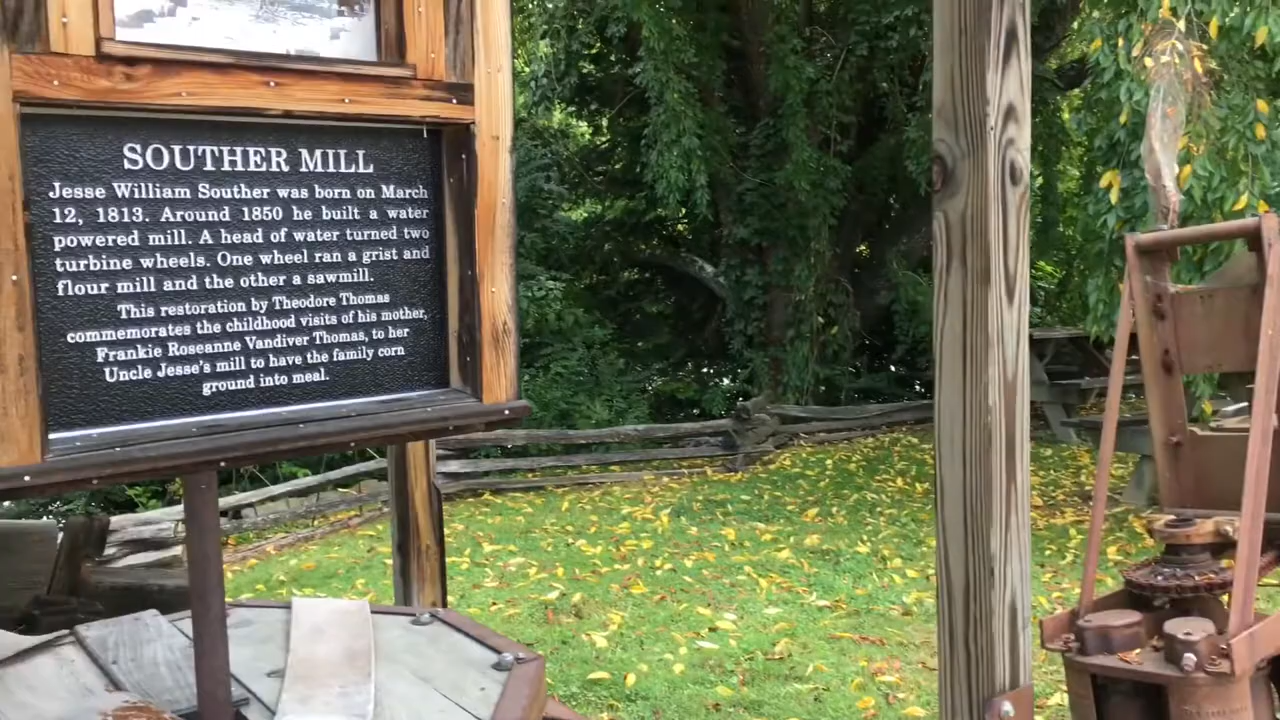 SOUTHER MILL
Jesse William Souther was born on March
12, 1813. Around 1850 he built a water
powered mill. A head of water turned two
turbine wheels. One wheel ran a grist and
flour mill and the other a sawmill.
This restoration by Theodore Thomas
commemorates the childhood visits of his mother,
Frankie Roseanne Vandiver Thomas, to her
Uncle Jesse's mill to have the family corn
ground into meal.